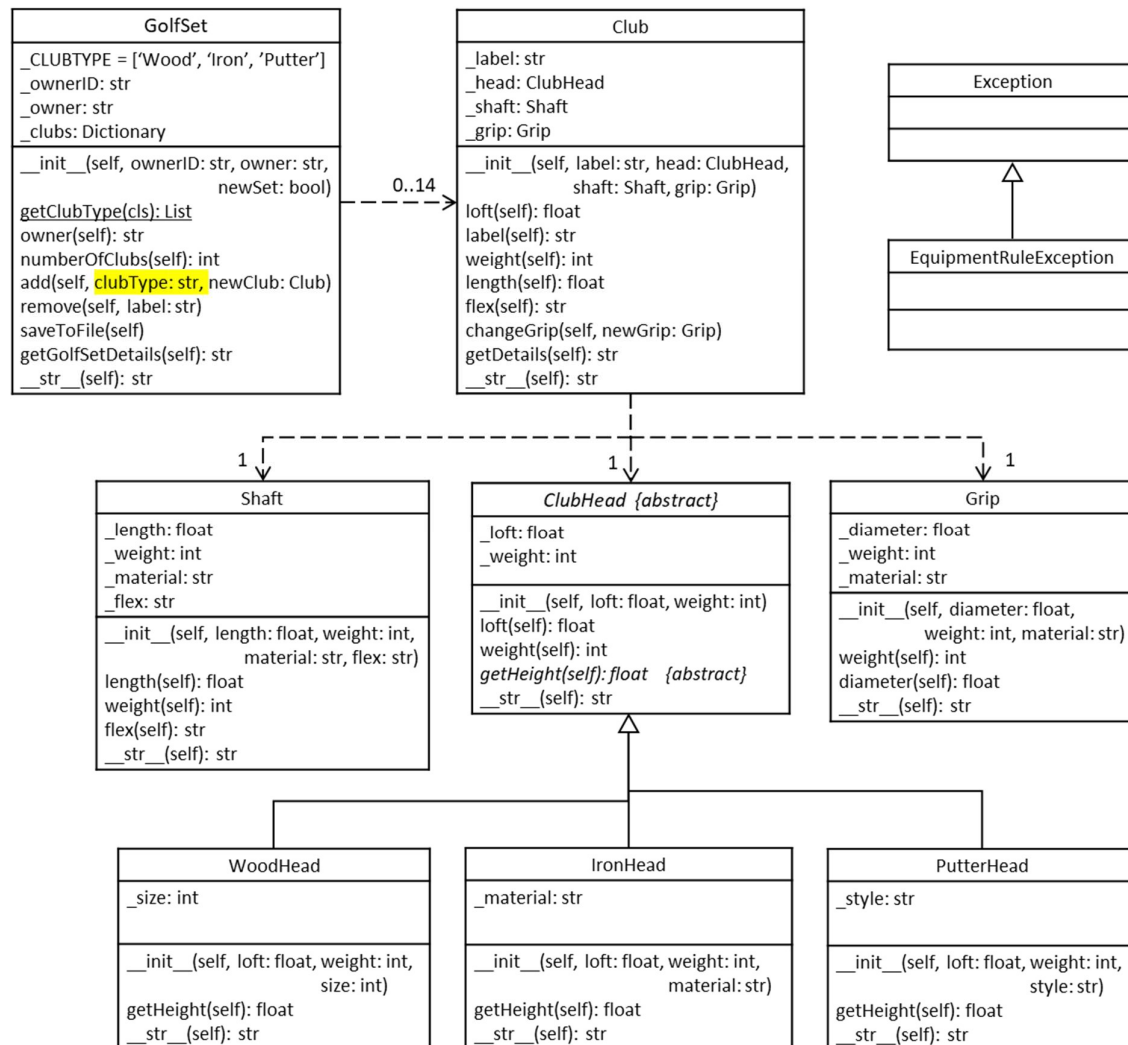 GolfSet
_CLUBTYPE = [‘Wood’, ‘Iron’, ’Putter’]
_ownerID: str
_owner: str
_clubs: Dictionary
__init__(self, ownerID: str, owner: str,
newSet: bool)
getClubType(cls): List
owner(self): str
numberOfClubs(self): int
add(self, clubType: str, newClub: Club)
remove(self, label: str)
saveToFile(self)
getGolfSetDetails(self): str
__str__(self): str
0..14
Club
_label: str
_head: ClubHead
_shaft: Shaft
_grip: Grip
__init__(self, label: str, head: ClubHead,
shaft: Shaft, grip: Grip)
loft(self): float
label(self): str
weight(self): int
length(self): float
flex(self): str
changeGrip(self, newGrip: Grip)
getDetails(self): str
__str__(self): str
Exception
EquipmentRuleException
1
Shaft
_length: float
_weight: int
_material: str
_flex: str
__init__(self, length: float, weight: int,
material: str, flex: str)
length(self): float
weight(self): int
flex(self): str
__str__(self): str
1
ClubHead {abstract}
_loft: float
_weight: int
__init__(self, loft: float, weight: int)
loft(self): float
weight(self): int
getHeight(self): float {abstract}
__str__(self): str
1
Grip
_diameter: float
_weight: int
_material: str
__init__(self, diameter: float,
weight: int, material: str)
weight(self): int
diameter(self): float
__str__(self): str
WoodHead
_size: int
__init__(self, loft: float, weight: int,
size: int)
getHeight(self): float
__str__(self): str
IronHead
_material: str
__init__(self, loft: float, weight: int,
material: str)
getHeight(self): float
__str__(self): str
PutterHead
_style: str
__init__(self, loft: float, weight: int,
style: str)
getHeight(self): float
__str__(self): str